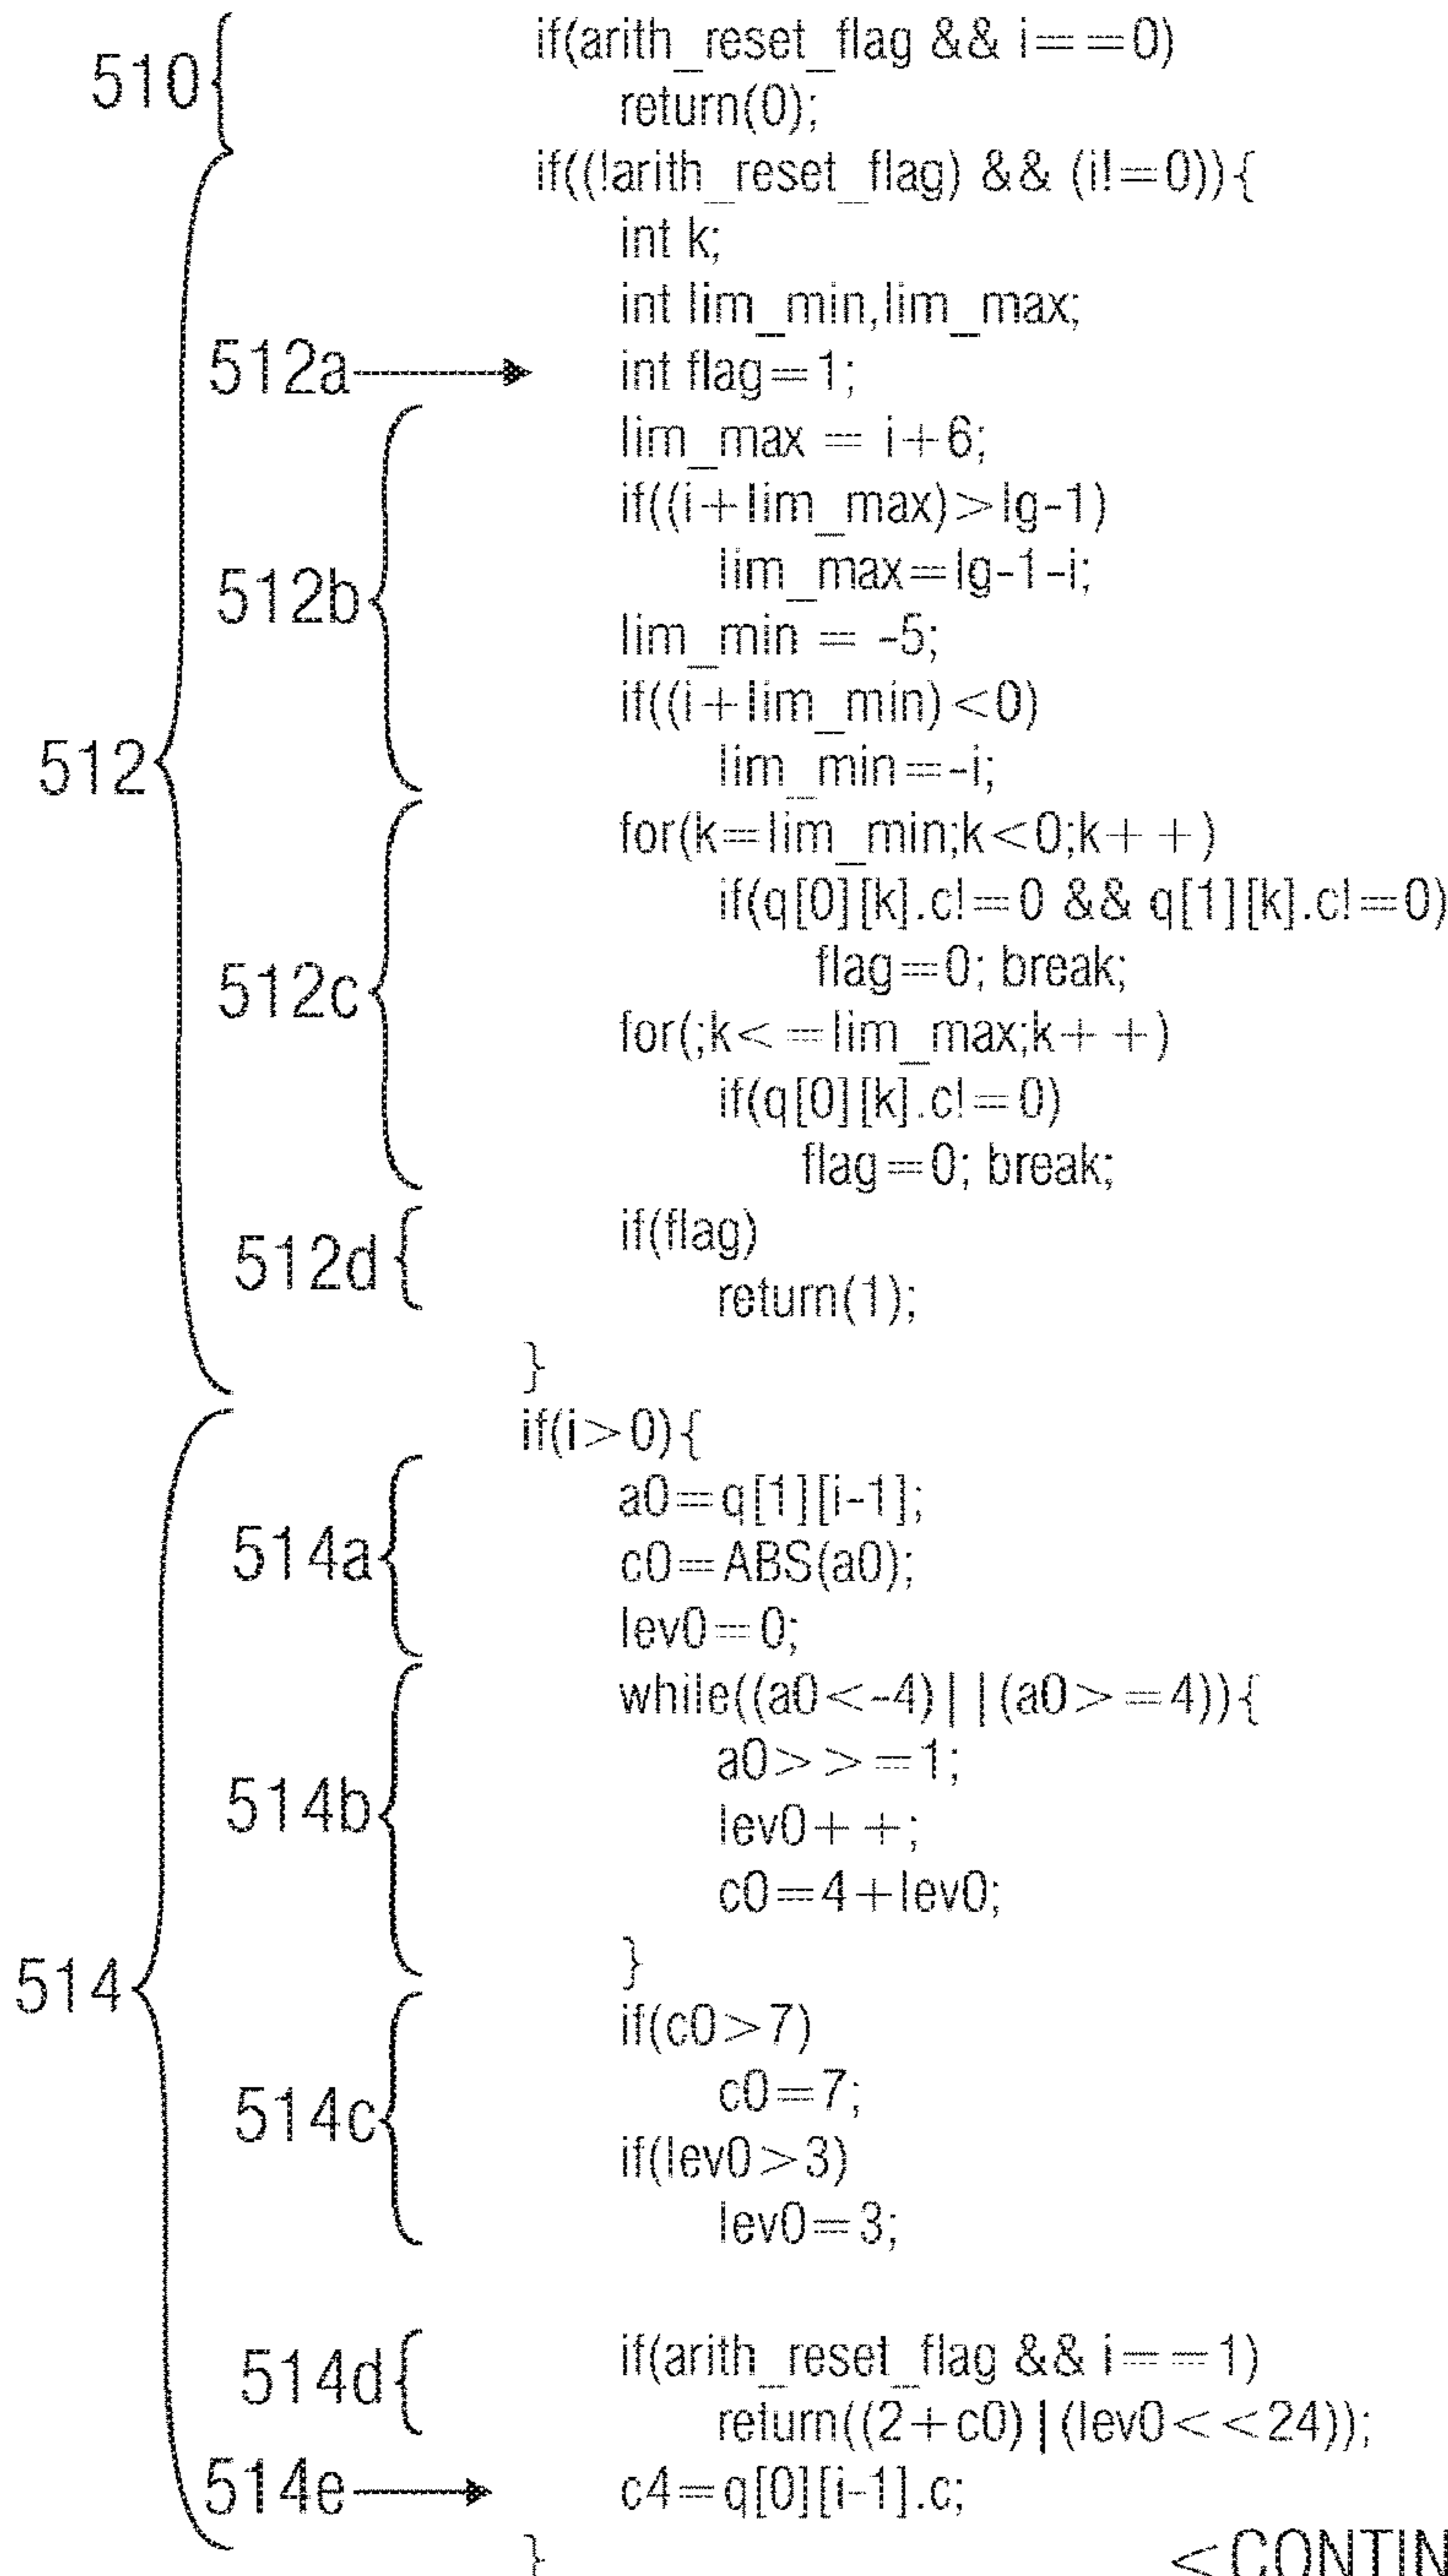 510
if(arith_reset_flag && i==0)
return(0);
if((!arith_reset_flag) && (i!=0)){
int k;
int lim_min,lim_max;
512a
int flag=1;
lim_max = i+6;
if((i+lim_max)>lg-1)
lim_max=lg-1-i;
512b
lim_min = -5;
if((i+lim_min)<0)
512
lim_min=-i;
for(k=lim_min;k<0;k++)
if(q[0][k].c!=0 && q[1][k].c!=0)
flag=0; break;
512c
for(;k<=lim_max;k++)
if(q[0][k].c!=0)
flag=0; break;
512d
if(flag)
return(1);
}
if(i>0){
a0=q[1][i-1];
514a
c0=ABS(a0);
lev0=0;
while((a0<-4)||(a0>=4)){
a0>>=1;
514b
lev0++;
c0=4+lev0;
}
514
if(c0>7)
c0=7;
514c
if(lev0>3)
lev0=3;
514d
if(arith_reset_flag && i==1)
return((2+c0)|(lev0<<24));
514e
c4=q[0][i-1].c;
}